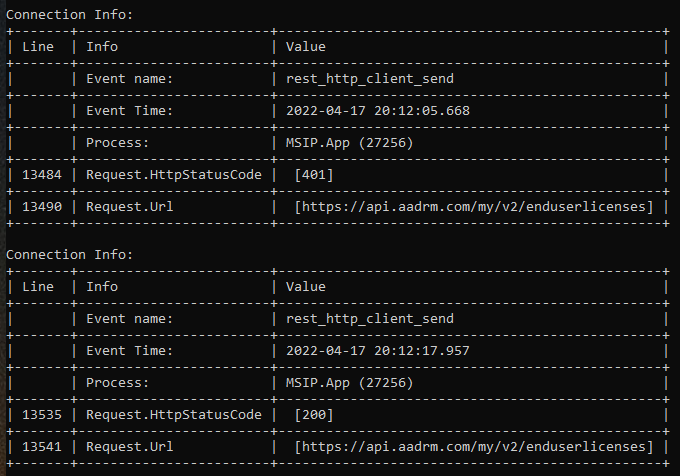 Connection Info:
+-------+-------------------------+------------------------------------------------+
| Line  | Info                    | Value                                          |
+-------+-------------------------+------------------------------------------------+
|       | Event name:             | rest_http_client_send                          |
+-------+-------------------------+------------------------------------------------+
|       | Event Time:             | 2022-04-17 20:12:05.668                        |
+-------+-------------------------+------------------------------------------------+
|       | Process:                | MSIP.App (27256)                               |
+-------+-------------------------+------------------------------------------------+
| 13484 | Request.HttpStatusCode |  [401]                                          |
+-------+-------------------------+------------------------------------------------+
| 13490 | Request.Url             |  [https://api.aadrm.com/my/v2/enduserlicenses] |
+-------+-------------------------+------------------------------------------------+
Connection Info:
+-------+-------------------------+------------------------------------------------+
| Line  | Info                    | Value                                          |
+-------+-------------------------+------------------------------------------------+
|       | Event name:             | rest_http_client_send                          |
+-------+-------------------------+------------------------------------------------+
|       | Event Time:             | 2022-04-17 20:12:17.957                        |
+-------+-------------------------+------------------------------------------------+
|       | Process:                | MSIP.App (27256)                               |
+-------+-------------------------+------------------------------------------------+
| 13535 | Request.HttpStatusCode |  [200]                                          |
+-------+-------------------------+------------------------------------------------+
| 13541 | Request.Url             |  [https://api.aadrm.com/my/v2/enduserlicenses] |
+-------+-------------------------+------------------------------------------------+